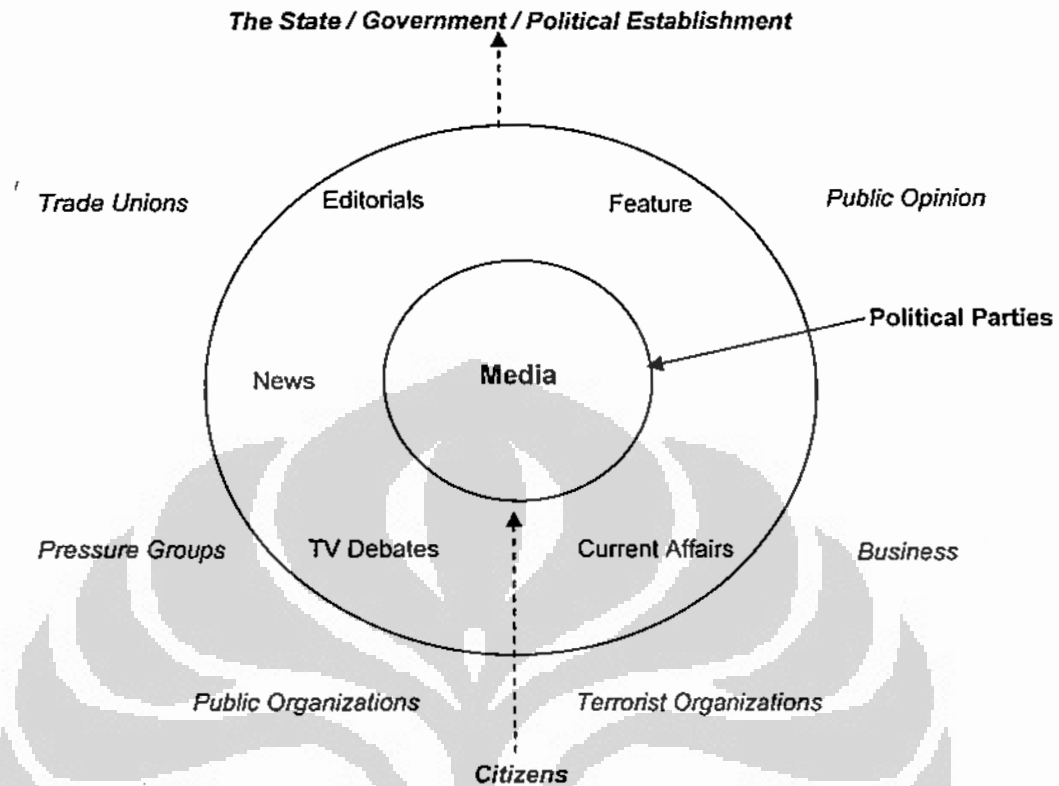 The State / Government / Political Establishment
Trade Unions
Editorials
Feature
Public Opinion
Political Parties
News
Media
Pressure Groups
TV Debates
Current Affairs
Business
Public Organizations
Terrorist Organizations
Citizens